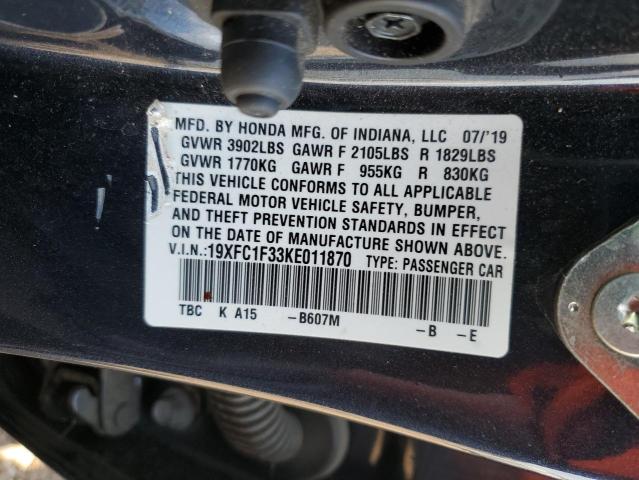 MFD. BY HONDA MFG. OF INDIANA, LLC 07/'19
GVWR 3902LBS GAWR F 2105LBS R 1829LBS
GVWR 1770KG GAWR F 955KG R 830KG
THIS VEHICLE CONFORMS TO ALL APPLICABLE
FEDERAL MOTOR VEHICLE SAFETY, BUMPER,
AND THEFT PREVENTION STANDARDS IN EFFECT
ON THE DATE OF MANUFACTURE SHOWN ABOVE.
V.I.N.: 19XFC1F33KE011870 TYPE: PASSENGER CAR
TBC K A15 -B607M -B -E